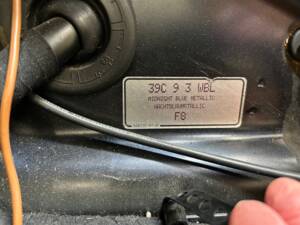 39C 9 3 WBL
MIDNIGHT BLUE METALLIC
NACHTBLAUMETALLIC
F8